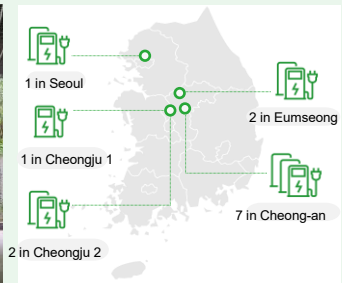 1 in Seoul
2 in Eumseong
1 in Cheongju 1
7 in Cheong-an
2 in Cheongju 2